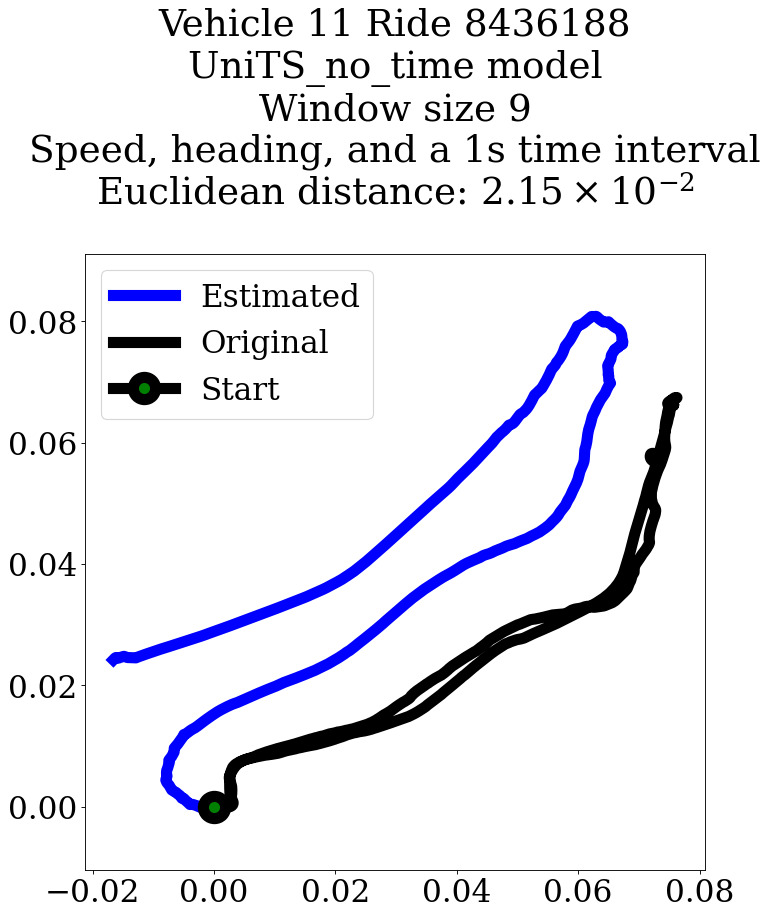 Vehicle 11 Ride 8436188
UniTS_no_time model
Window size 9
Speed, heading, and a 1s time interval
Euclidean distance: 2.15 × 10⁻²
Estimated
Original
Start
0.08
0.06
0.04
0.02
0.00
−0.02 0.00 0.02 0.04 0.06 0.08